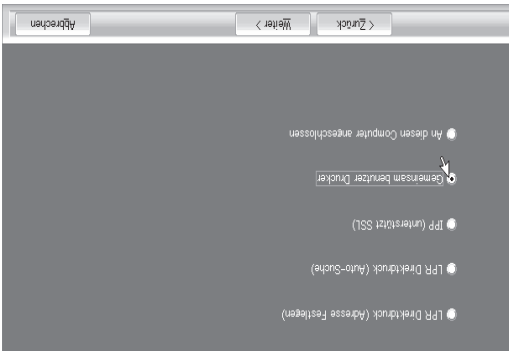 LPR Direktdruck (Adresse Festlegen)
LPR Direktdruck (Auto-Suche)
IPP (unterstützt SSL)
Gemeinsam benutzer Drucker
An diesen Computer angeschlossen
< Zurück
Weiter >
Abbrechen